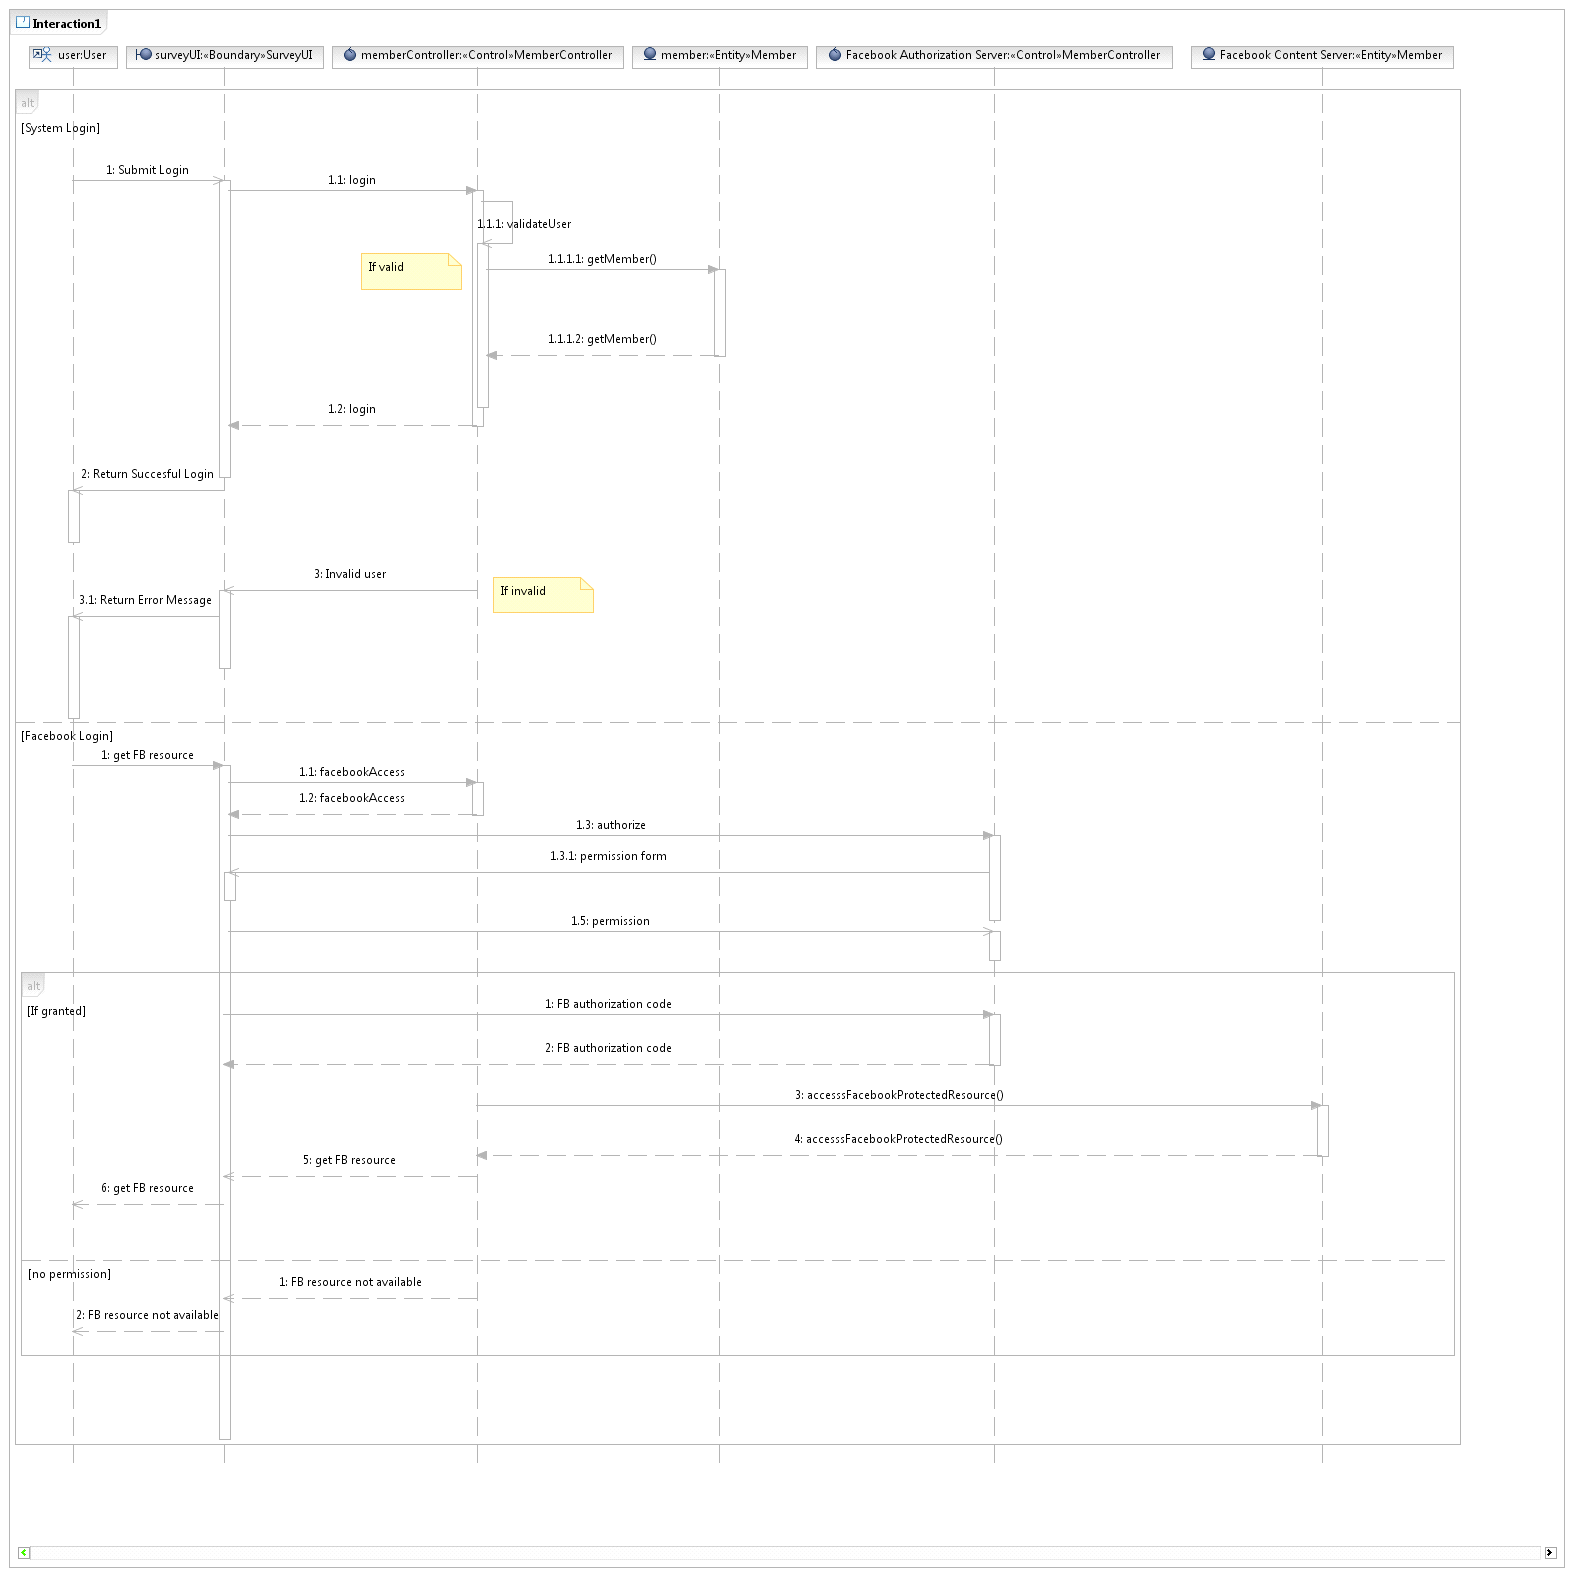 Interaction1
user:User
surveyUI:«Boundary»SurveyUI
memberController:«Control»MemberController
member:«Entity»Member
Facebook Authorization Server:«Control»MemberController
Facebook Content Server:«Entity»Member
alt
[System Login]
1: Submit Login
1.1: login
1.1.1: validateUser
If valid
1.1.1.1: getMember()
1.1.1.2: getMember()
1.2: login
2: Return Succesful Login
3: Invalid user
If invalid
3.1: Return Error Message
[Facebook Login]
1: get FB resource
1.1: facebookAccess
1.2: facebookAccess
1.3: authorize
1.3.1: permission form
1.5: permission
alt
[If granted]
1: FB authorization code
2: FB authorization code
3: accesssFacebookProtectedResource()
4: accesssFacebookProtectedResource()
5: get FB resource
6: get FB resource
[no permission]
1: FB resource not available
2: FB resource not available